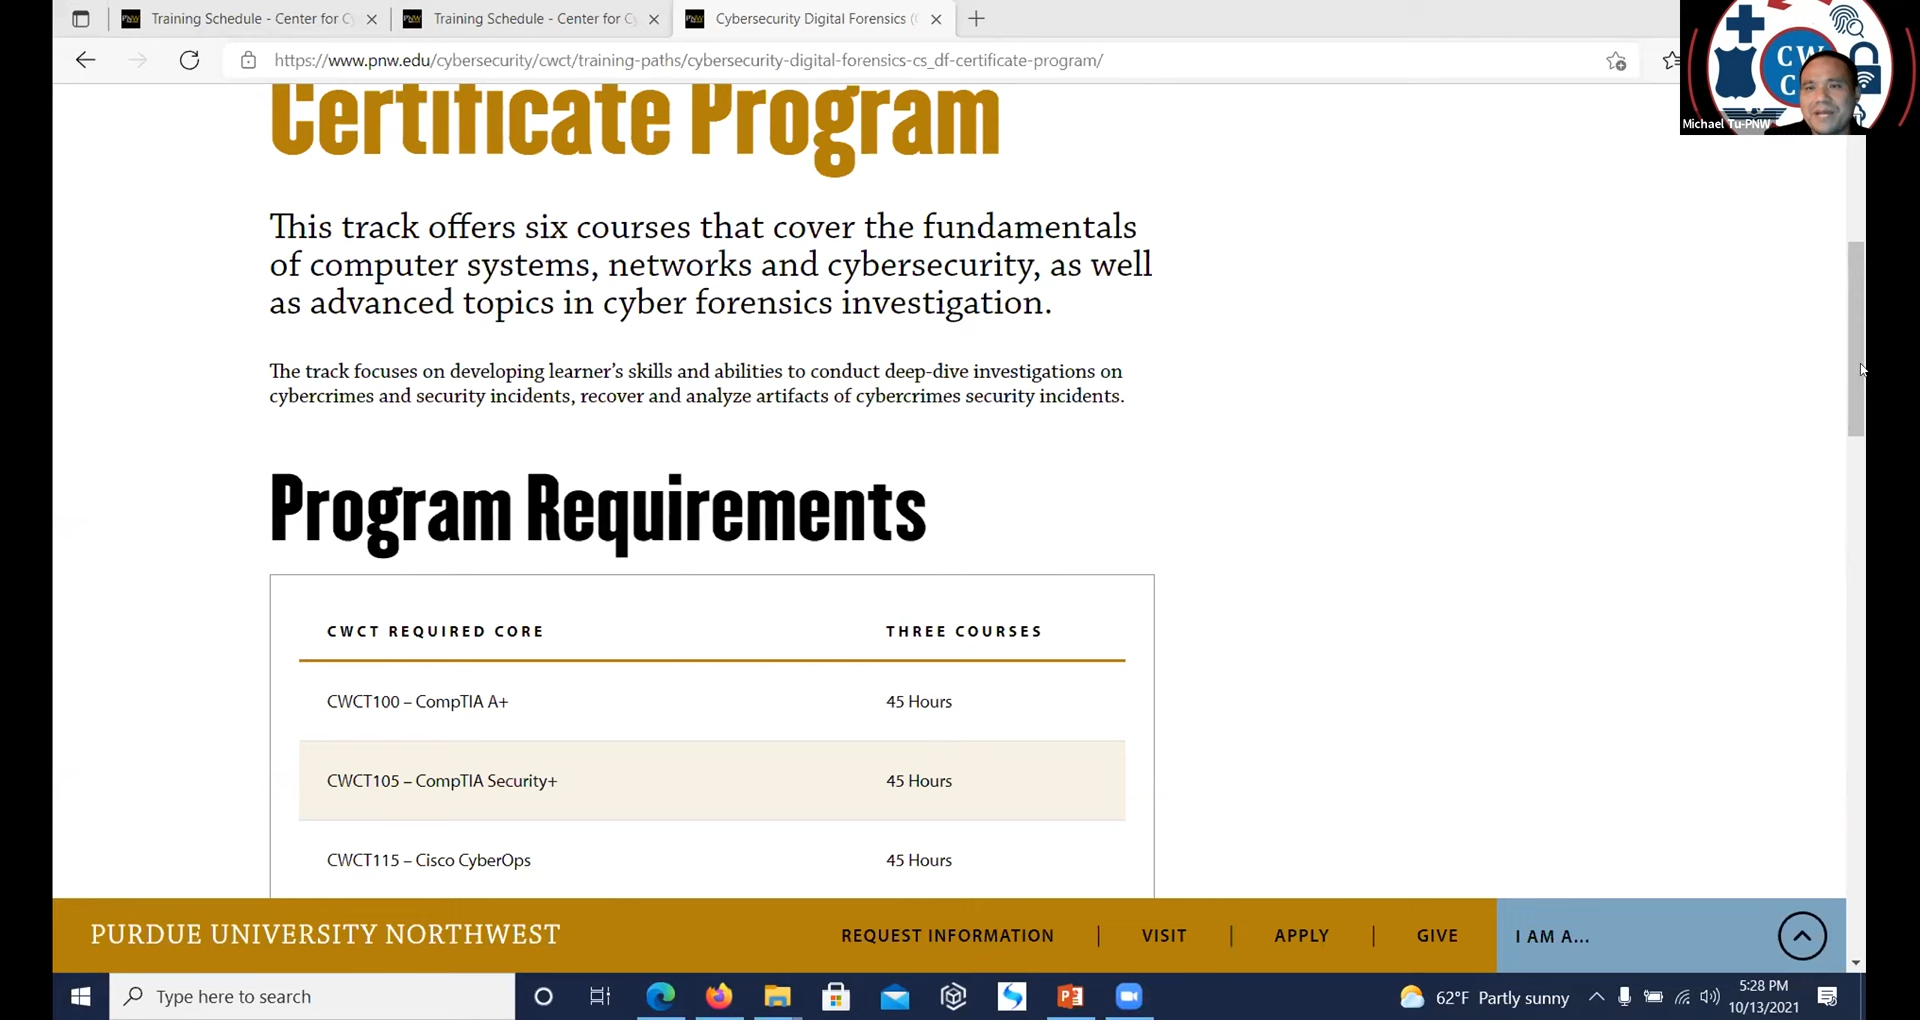 Training Schedule - Center for Cy
Training Schedule - Center for Cy
Cybersecurity Digital Forensics (
https://www.pnw.edu/cybersecurity/cwct/training-paths/cybersecurity-digital-forensics-cs_df-certificate-program/
CW
C
Michael Tu-PNW
Certificate Program
This track offers six courses that cover the fundamentals
of computer systems, networks and cybersecurity, as well
as advanced topics in cyber forensics investigation.
The track focuses on developing learner’s skills and abilities to conduct deep-dive investigations on
cybercrimes and security incidents, recover and analyze artifacts of cybercrimes security incidents.
Program Requirements
CWCT REQUIRED CORE THREE COURSES
CWCT100 – CompTIA A+ 45 Hours
CWCT105 – CompTIA Security+ 45 Hours
CWCT115 – Cisco CyberOps 45 Hours
PURDUE UNIVERSITY NORTHWEST REQUEST INFORMATION | VISIT | APPLY | GIVE I AM A...
Type here to search
62°F Partly sunny
5:28 PM
10/13/2021